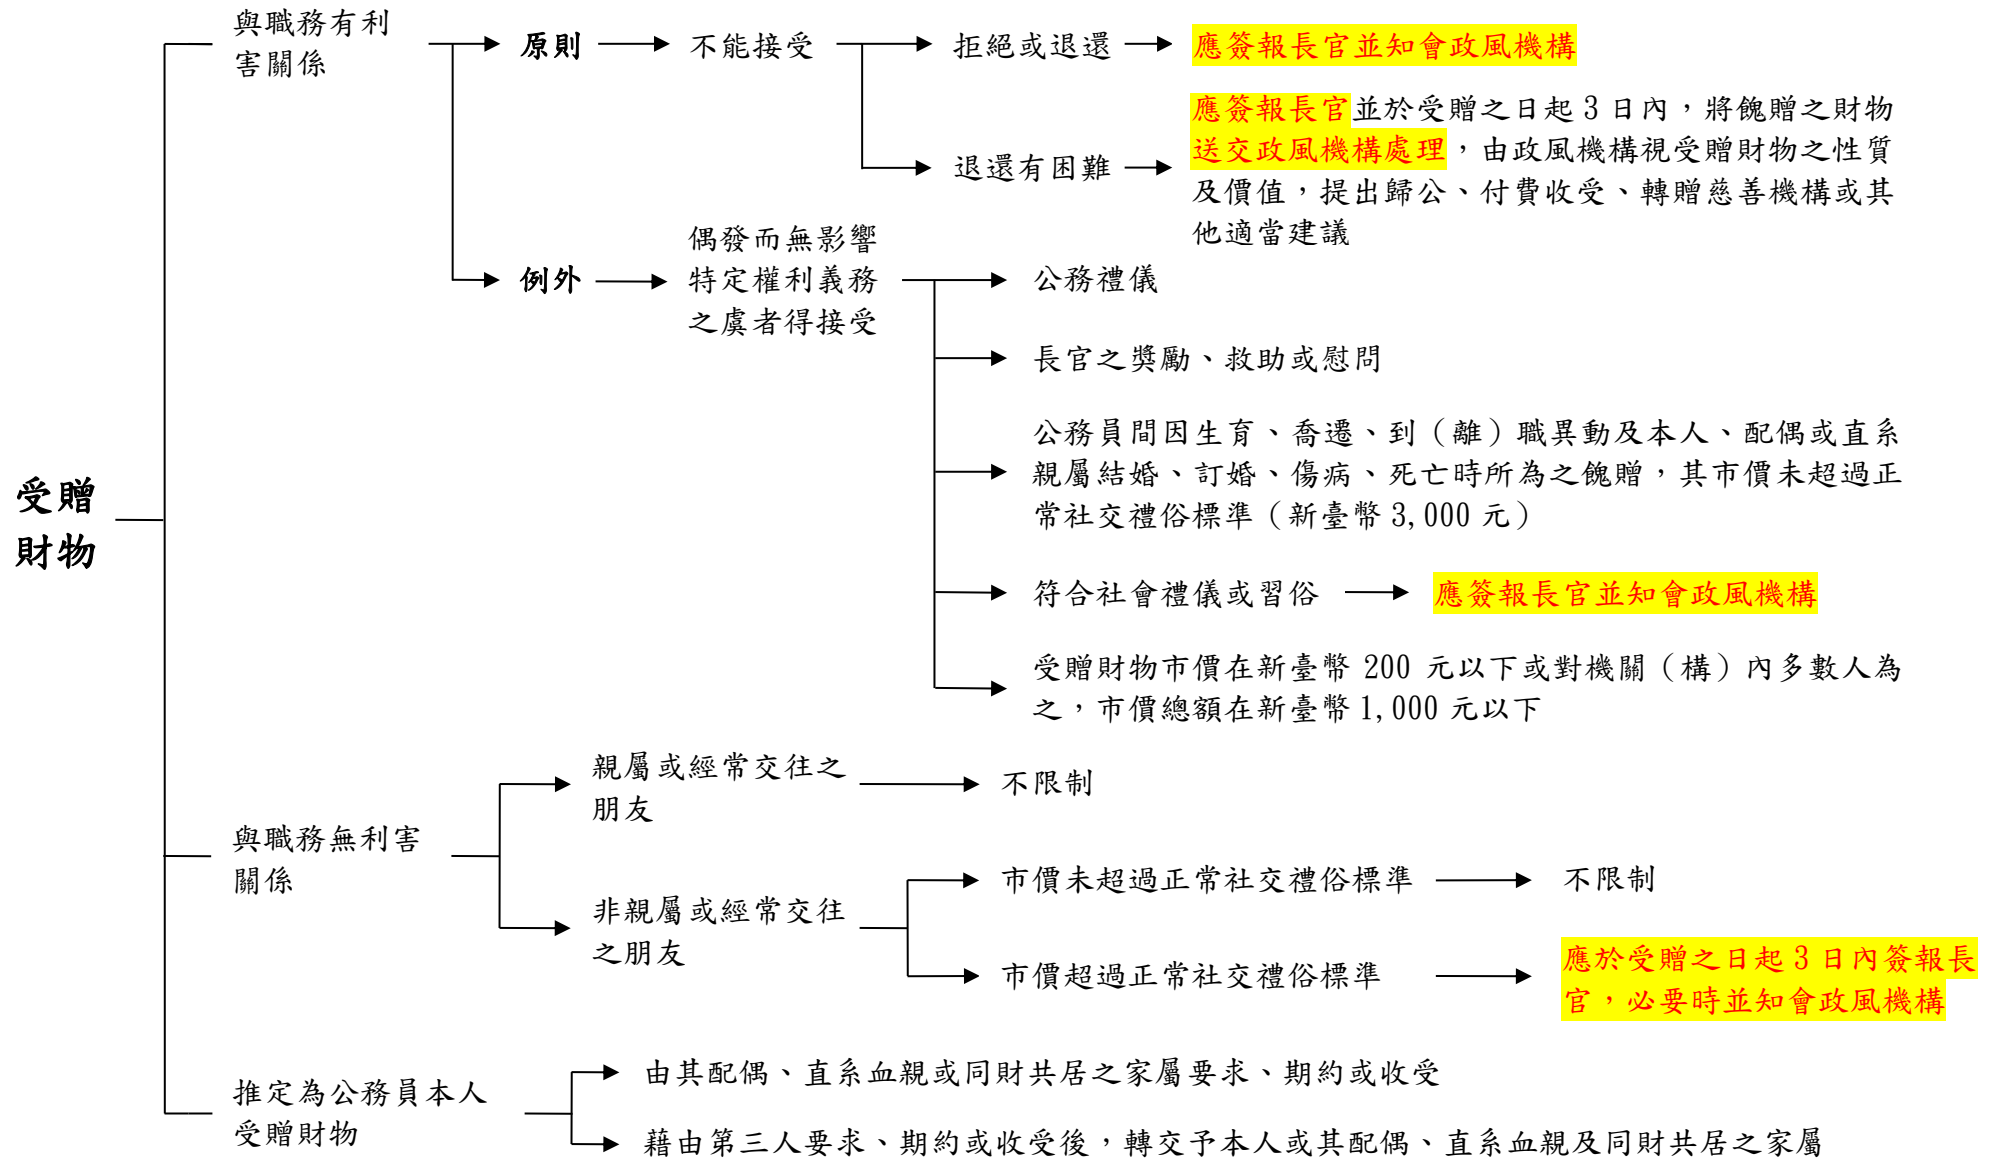 受贈
財物
與職務有利
害關係
原則
不能接受
拒絕或退還
應簽報長官並知會政風機構
退還有困難
應簽報長官並於受贈之日起3日內，將餽贈之財物
送交政風機構處理，由政風機構視受贈財物之性質
及價值，提出歸公、付費收受、轉贈慈善機構或其
他適當建議
例外
偶發而無影響
特定權利義務
之虞者得接受
公務禮儀
長官之獎勵、救助或慰問
公務員間因生育、喬遷、到（離）職異動及本人、配偶或直系
親屬結婚、訂婚、傷病、死亡時所為之餽贈，其市價未超過正
常社交禮俗標準（新臺幣3,000元）
符合社會禮儀或習俗
應簽報長官並知會政風機構
受贈財物市價在新臺幣 200 元以下或對機關（構）內多數人為
之，市價總額在新臺幣1,000元以下
與職務無利害
關係
親屬或經常交往之
朋友
不限制
非親屬或經常交往
之朋友
市價未超過正常社交禮俗標準
不限制
市價超過正常社交禮俗標準
應於受贈之日起3日內簽報長
官，必要時並知會政風機構
推定為公務員本人
受贈財物
由其配偶、直系血親或同財共居之家屬要求、期約或收受
藉由第三人要求、期約或收受後，轉交予本人或其配偶、直系血親及同財共居之家屬